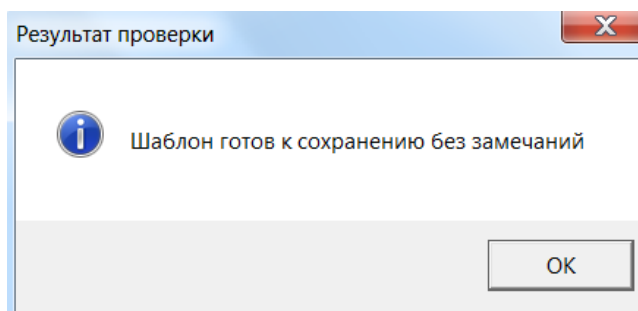 Результат проверки
Шаблон готов к сохранению без замечаний
OK